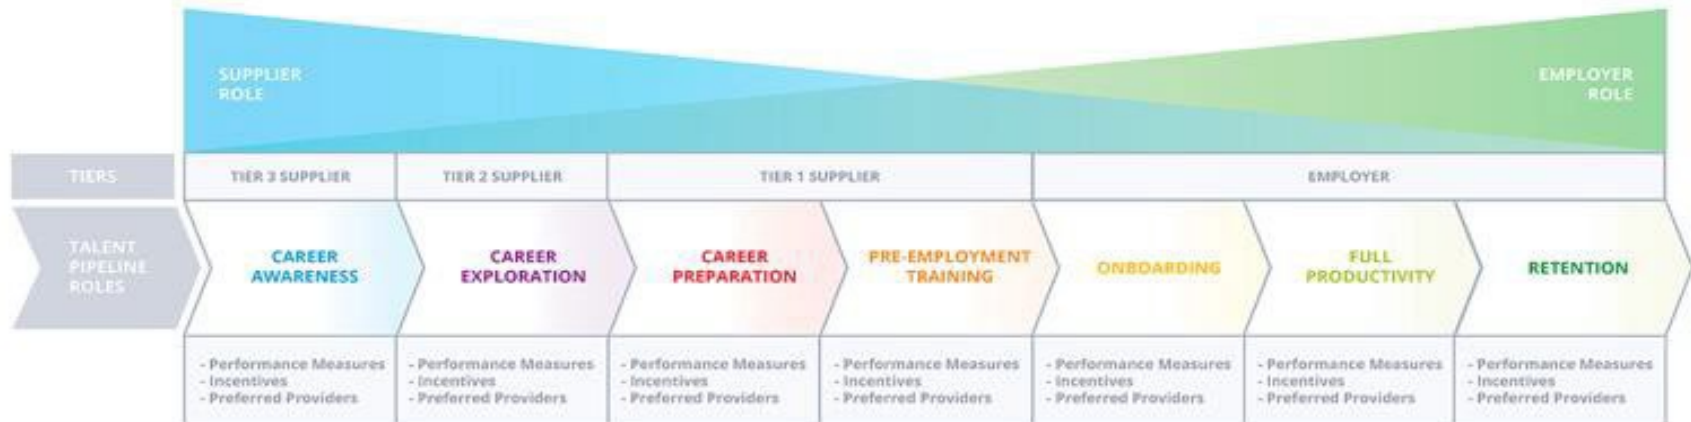 SUPPLIER
ROLE
EMPLOYER
ROLE
TIERS
TIER 3 SUPPLIER
TIER 2 SUPPLIER
TIER 1 SUPPLIER
EMPLOYER
TALENT
PIPELINE
ROLES
CAREER
AWARENESS
CAREER
EXPLORATION
CAREER
PREPARATION
PRE-EMPLOYMENT
TRAINING
ONBOARDING
FULL
PRODUCTIVITY
RETENTION
- Performance Measures
- Incentives
- Preferred Providers
- Performance Measures
- Incentives
- Preferred Providers
- Performance Measures
- Incentives
- Preferred Providers
- Performance Measures
- Incentives
- Preferred Providers
- Performance Measures
- Incentives
- Preferred Providers
- Performance Measures
- Incentives
- Preferred Providers
- Performance Measures
- Incentives
- Preferred Providers